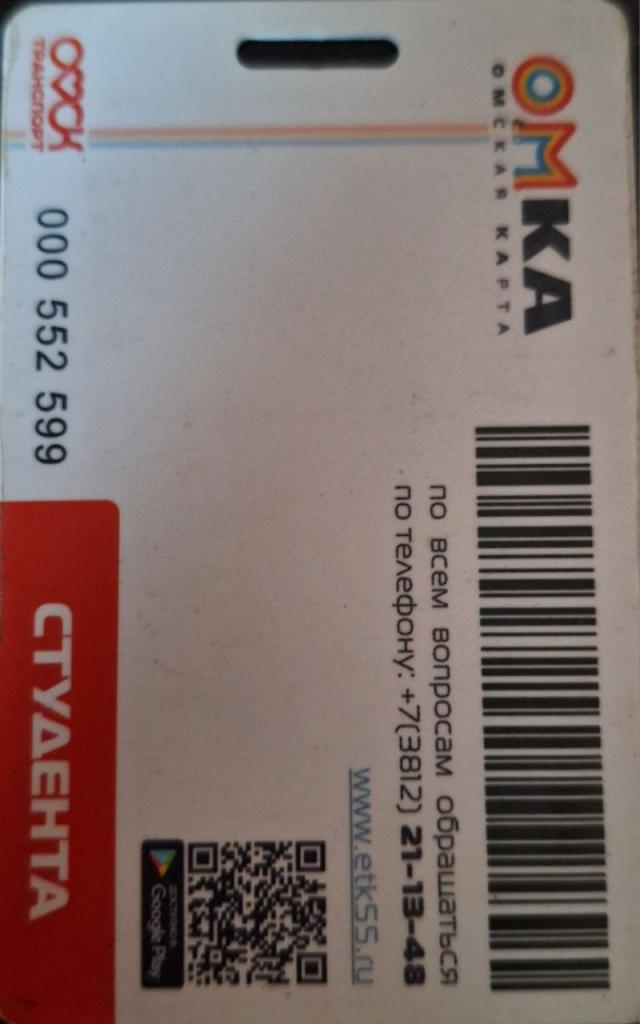 ОМКА
ОМСКАЯ КАРТА
по всем вопросам обращаться
по телефону: +7(3812) 21-13-48
www.etk55.ru
ДОСТУПНО В
Google Play
ОМСК
ТРАНСПОРТ
000 552 599
СТУДЕНТА